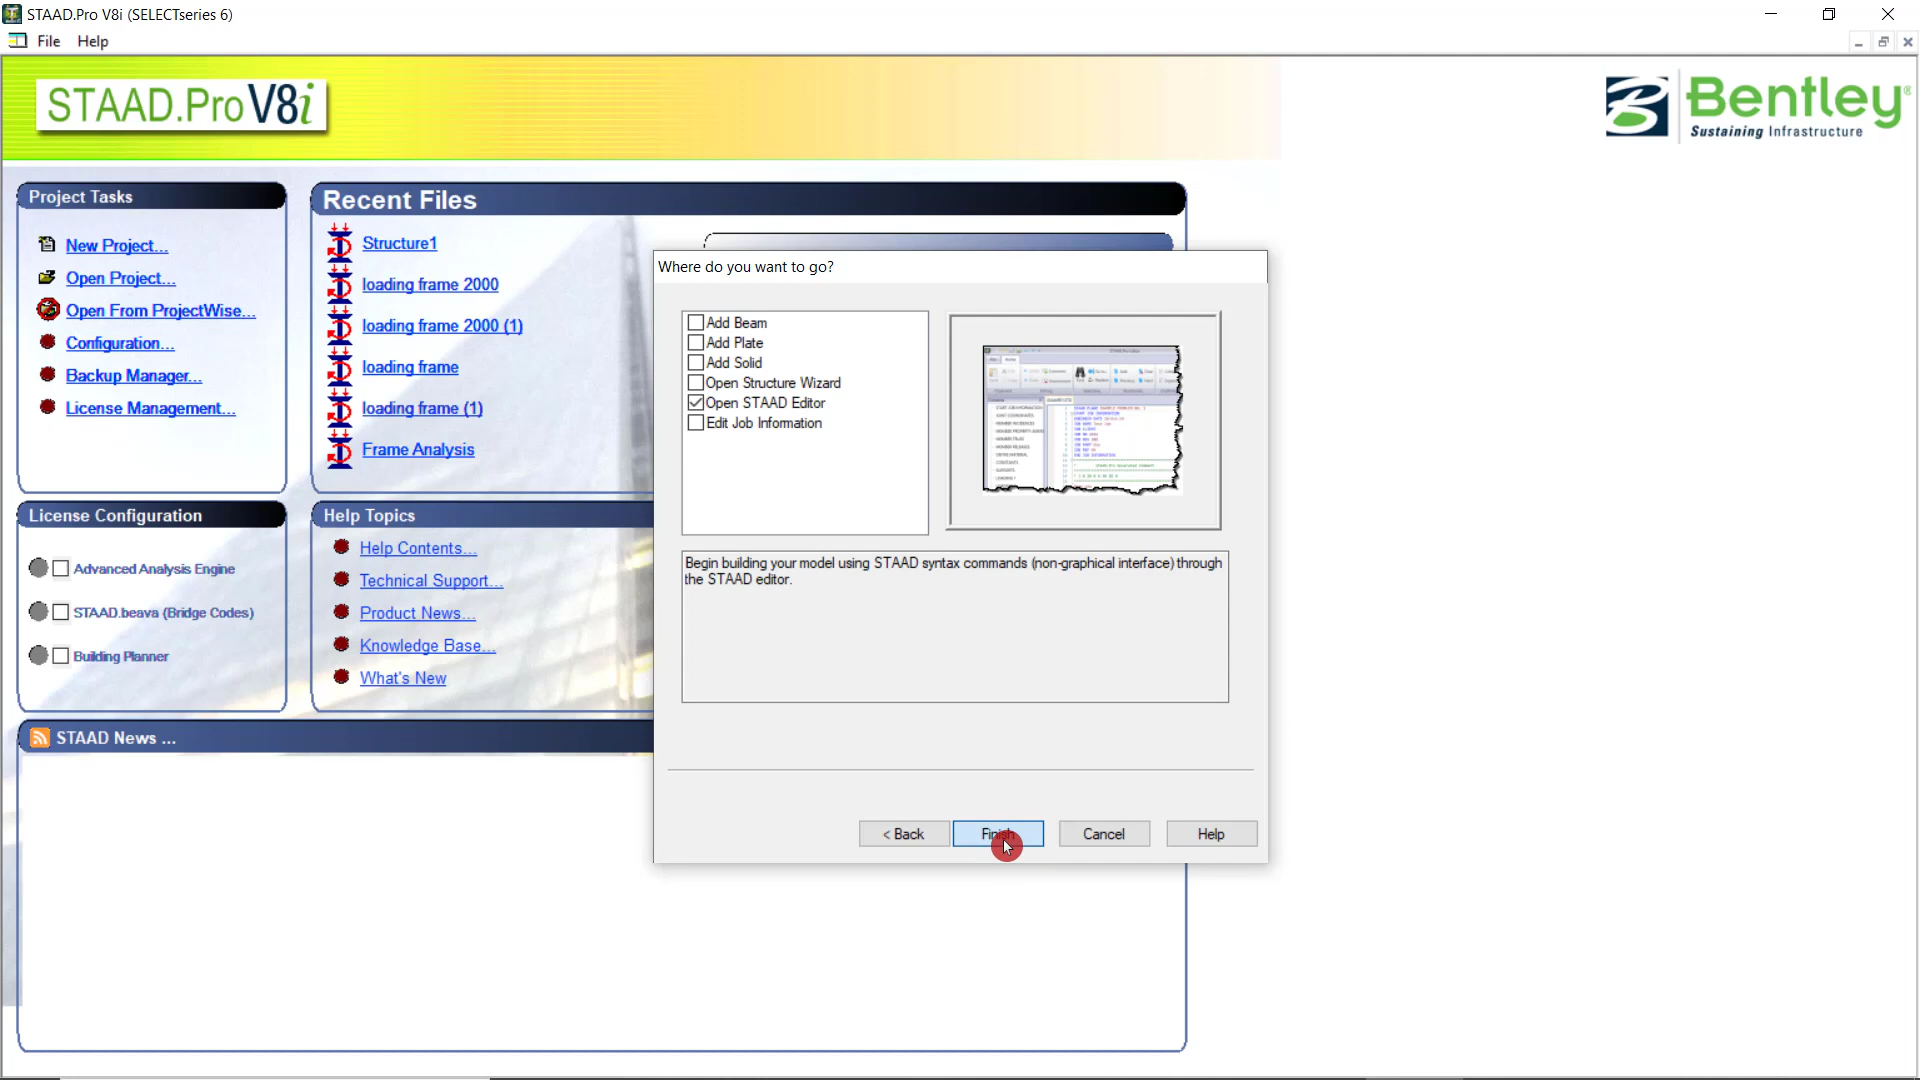 STAAD.Pro V8i (SELECTseries 6)
File Help
STAAD.Pro V8i
Bentley®
Sustaining Infrastructure
Project Tasks
New Project...
Open Project...
Open From ProjectWise...
Configuration...
Backup Manager...
License Management...
Recent Files
Structure1
loading frame 2000
loading frame 2000 (1)
loading frame
loading frame (1)
Frame Analysis
License Configuration
Advanced Analysis Engine
STAAD.beava (Bridge Codes)
Building Planner
Help Topics
Help Contents...
Technical Support...
Product News...
Knowledge Base...
What's New
STAAD News ...
Where do you want to go?
Add Beam
Add Plate
Add Solid
Open Structure Wizard
Open STAAD Editor
Edit Job Information
Begin building your model using STAAD syntax commands (non-graphical interface) through
the STAAD editor.
< Back
Finish
Cancel
Help